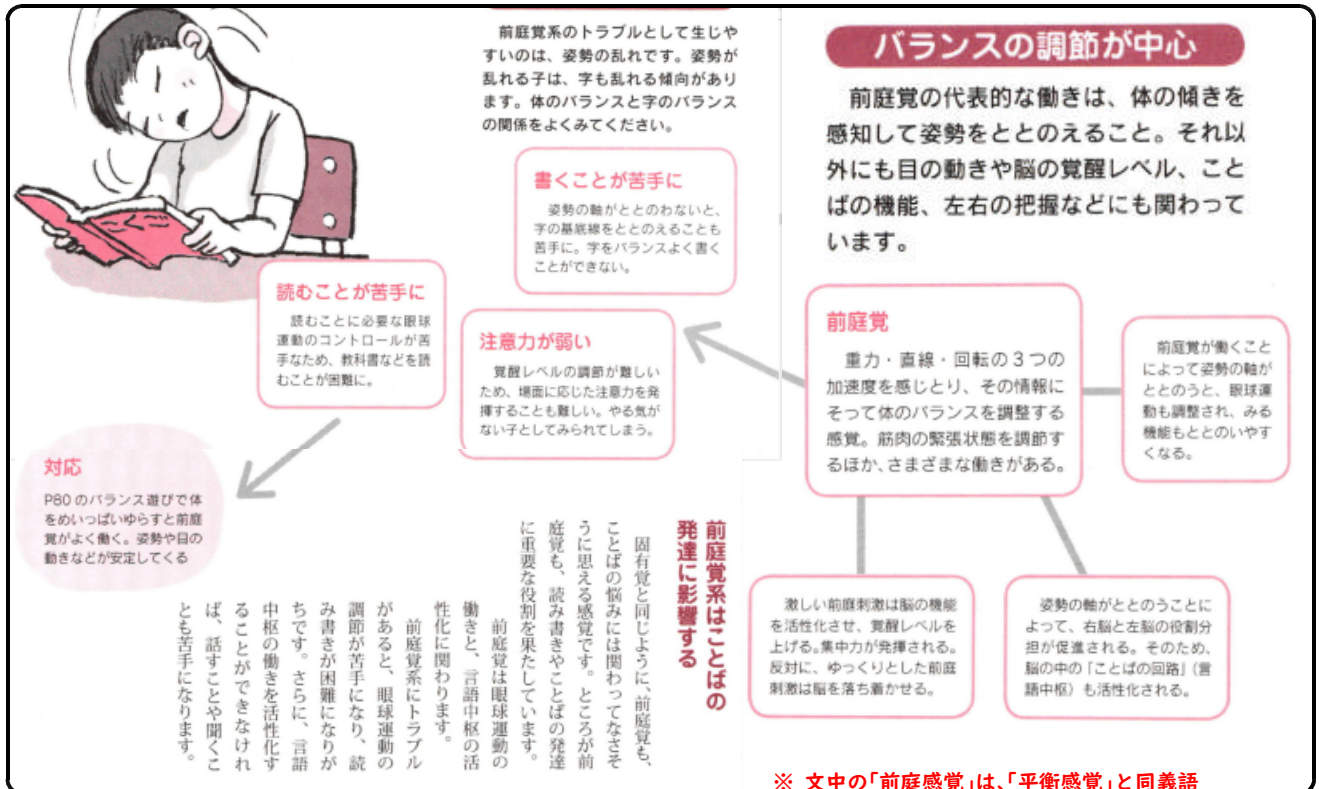 前庭覚系のトラブルとして生じや
すいのは、姿勢の乱れです。姿勢が
乱れる子は、字も乱れる傾向があり
ます。体のバランスと字のバランス
の関係をよくみてください。
書くことが苦手に
姿勢の軸がととのわないと、
字の基底線をととのえることも
苦手に。字をバランスよく書く
ことができない。
読むことが苦手に
読むことに必要な眼球
運動のコントロールが苦
手なため、教科書などを読
むことが困難に。
注意力が弱い
覚醒レベルの調節が難しい
ため、場面に応じた注意力を発
揮することも難しい。やる気が
ない子としてみられてしまう。
対応
P80のバランス遊びで体
をめいっぱいゆらすと前庭
覚がよく働く。姿勢や目の
動きなどが安定してくる
前庭覚系はことばの
発達に影響する
固有覚と同じように、前庭覚も、
ことばの悩みには関わってなさそ
うに思える感覚です。ところが前
庭覚も、読み書きやことばの発達
に重要な役割を果たしています。
前庭覚は眼球運動の
働きと、言語中枢の活
性化に関わります。
前庭覚系にトラブル
があると、眼球運動の
調節が苦手になり、読
み書きが困難になりが
ちです。さらに、言語
中枢の働きを活性化す
ることができなけれ
ば、話すことや聞くこ
とも苦手になります。
バランスの調節が中心
前庭覚の代表的な働きは、体の傾きを
感知して姿勢をととのえること。それ以
外にも目の動きや脳の覚醒レベル、こと
ばの機能、左右の把握などにも関わって
います。
前庭覚
重力・直線・回転の3つの
加速度を感じとり、その情報に
そって体のバランスを調整する
感覚。筋肉の緊張状態を調節す
るほか、さまざまな働きがある。
前庭覚が働くこと
によって姿勢の軸が
ととのうと、眼球運
動も調整され、みる
機能もととのいやす
くなる。
激しい前庭刺激は脳の機能
を活性化させ、覚醒レベルを
上げる。集中力が発揮される。
反対に、ゆっくりとした前庭
刺激は脳を落ち着かせる。
姿勢の軸がととのうことに
よって、右脳と左脳の役割分
担が促進される。そのため、
脳の中の「ことばの回路」（言
語中枢）も活性化される。
※ 文中の「前庭感覚」は、「平衡感覚」と同義語